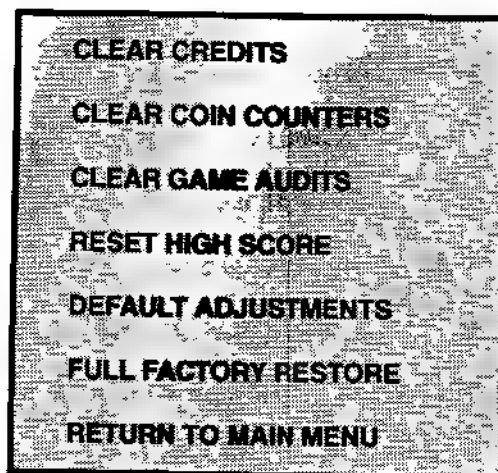 CLEAR CREDITS
CLEAR COIN COUNTERS
CLEAR GAME AUDITS
RESET HIGH SCORE
DEFAULT ADJUSTMENTS
FULL FACTORY RESTORE
RETURN TO MAIN MENU